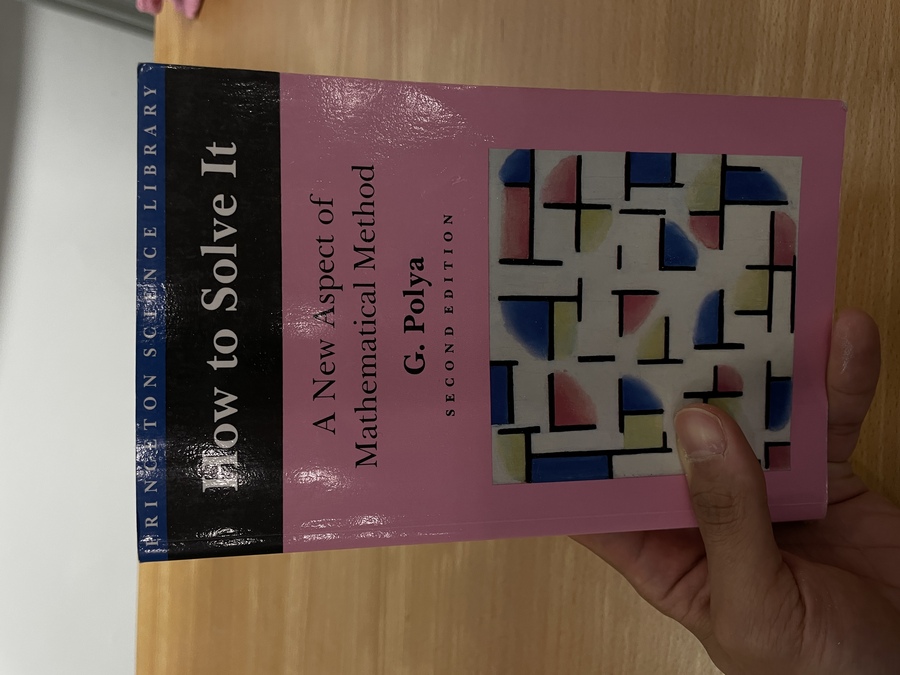 PRINCETON SCIENCE LIBRARY
How to Solve It
A New Aspect of
Mathematical Method
G. Polya
SECOND EDITION